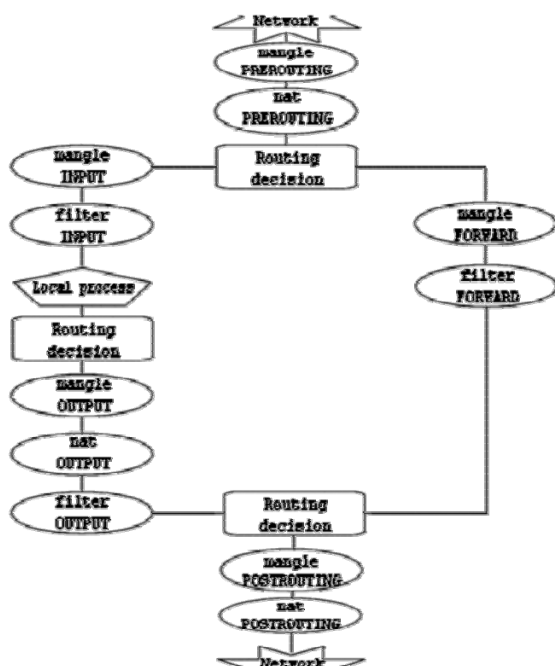 Network
mangle
PREROUTING
nat
PREROUTING
Routing
decision
mangle
INPUT
filter
INPUT
Local process
Routing
decision
mangle
OUTPUT
nat
OUTPUT
filter
OUTPUT
mangle
FORWARD
filter
FORWARD
Routing
decision
mangle
POSTROUTING
nat
POSTROUTING
Network